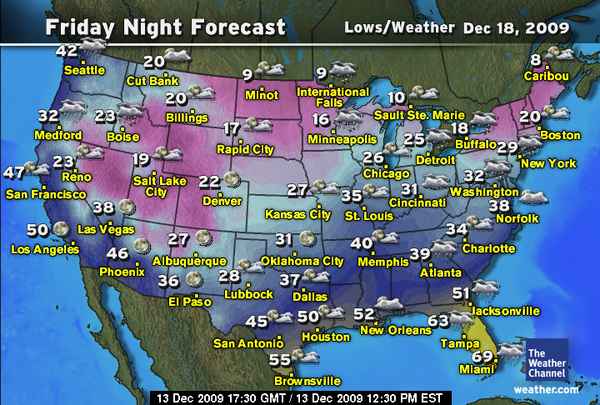 Friday Night Forecast
Lows/Weather Dec 18, 2009
42
Seattle
20
Cut Bank
9
Minot
9
International
Falls
8
Caribou
20
Billings
10
Sault Ste. Marie
32
Medford
23
Boise
17
Rapid City
16
Minneapolis
25
Detroit
18
Buffalo
20
Boston
47
San Francisco
23
Reno
19
Salt Lake
City
22
Denver
26
Chicago
29
New York
27
Kansas City
35
St. Louis
31
Cincinnati
32
Washington
38
Norfolk
50
Los Angeles
38
Las Vegas
46
Phoenix
27
Albuquerque
31
Oklahoma City
40
Memphis
39
Atlanta
34
Charlotte
36
El Paso
28
Lubbock
37
Dallas
51
Jacksonville
45
San Antonio
50
Houston
52
New Orleans
63
Tampa
55
Brownsville
69
Miami
The
Weather
Channel
weather.com
13 Dec 2009 17:30 GMT / 13 Dec 2009 12:30 PM EST